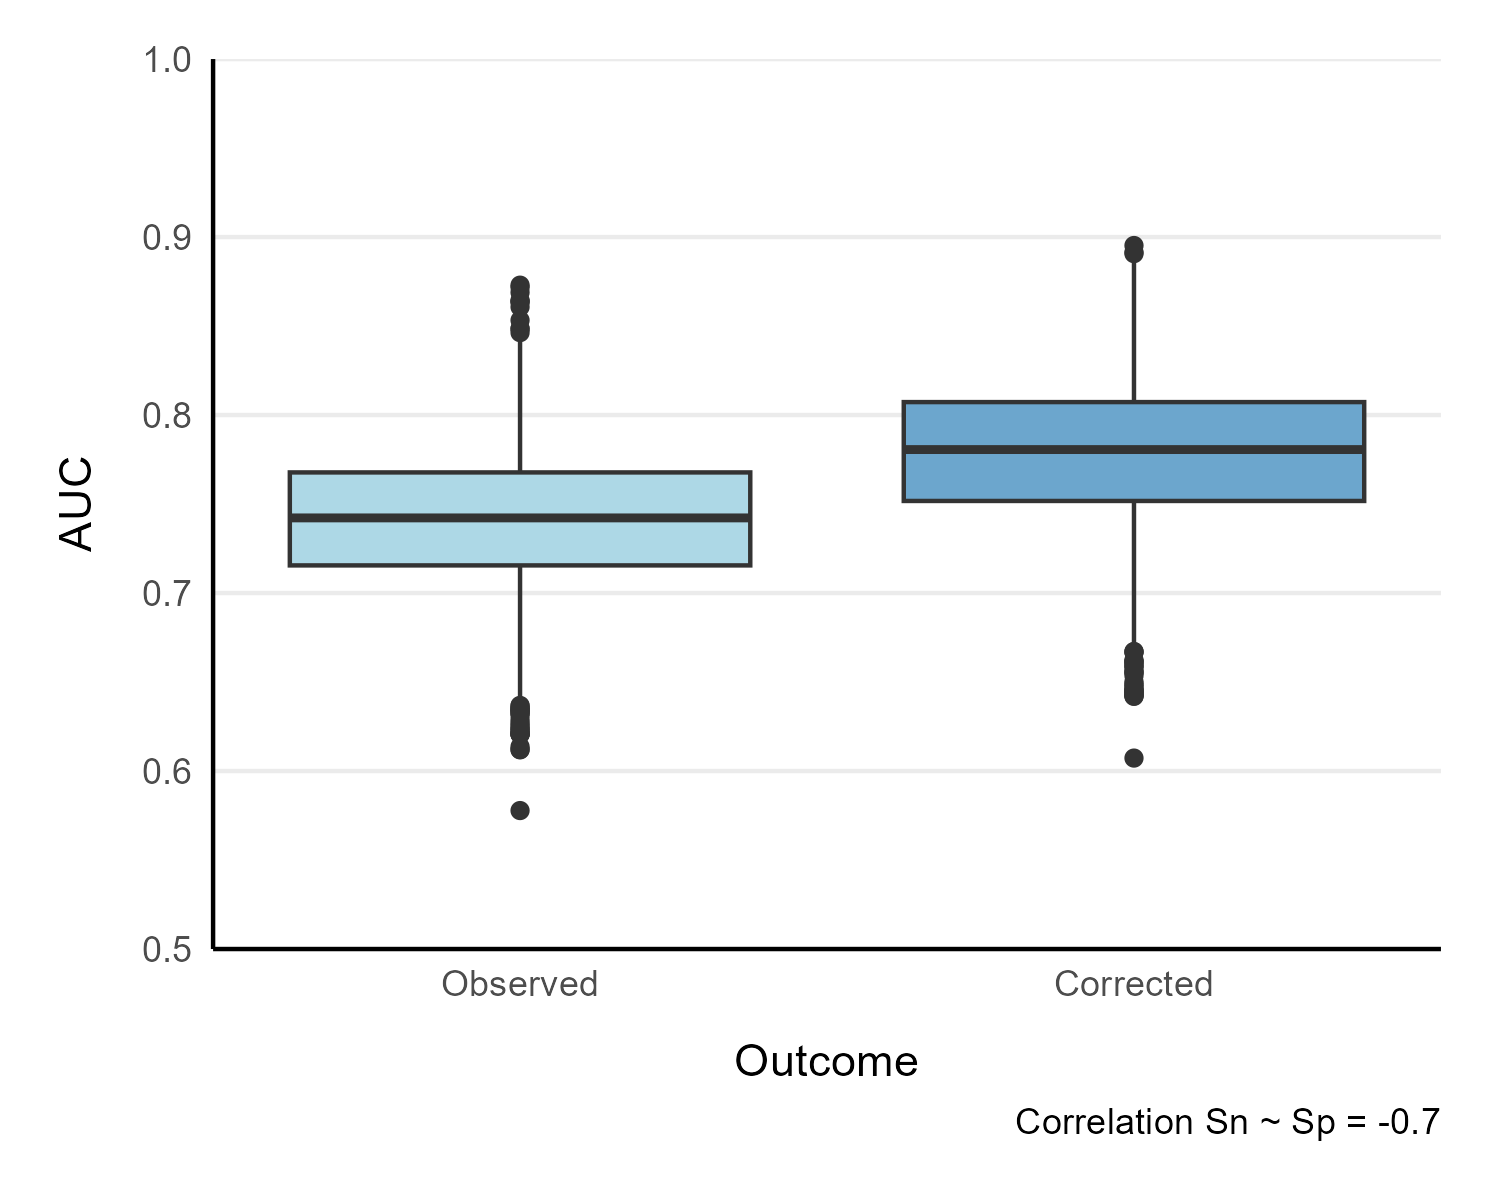 1.0
0.9
0.8
0.7
0.6
0.5
AUC
Observed
Corrected
Outcome
Correlation Sn ~ Sp = -0.7